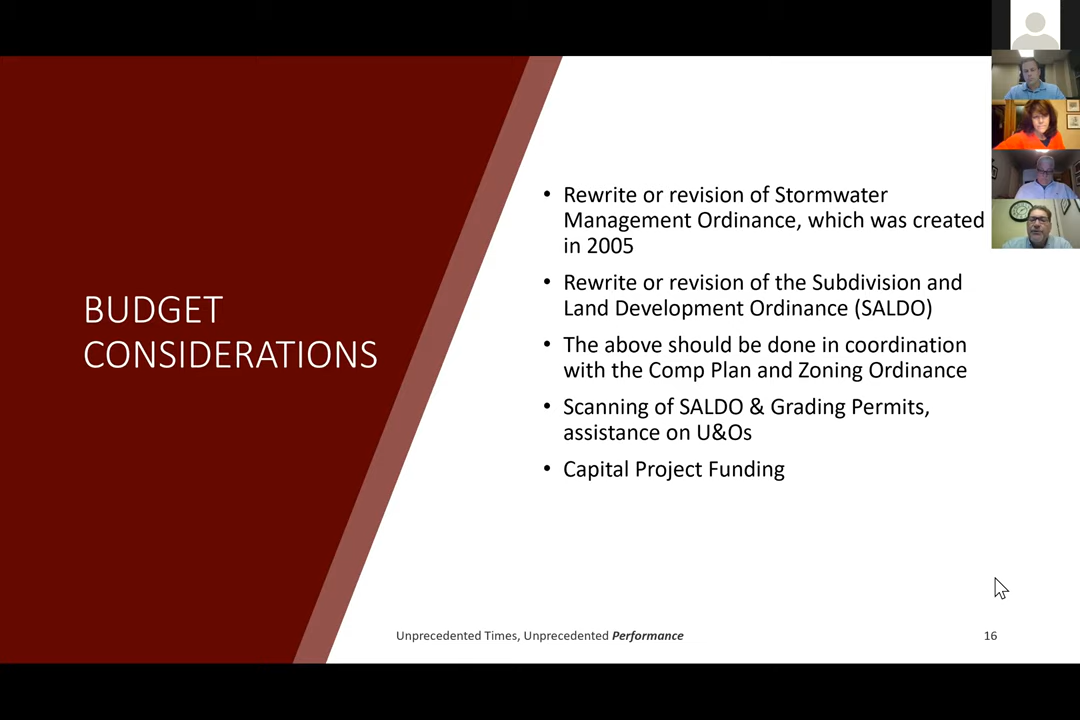 BUDGET
CONSIDERATIONS
• Rewrite or revision of Stormwater
Management Ordinance, which was created
in 2005
• Rewrite or revision of the Subdivision and
Land Development Ordinance (SALDO)
• The above should be done in coordination
with the Comp Plan and Zoning Ordinance
• Scanning of SALDO & Grading Permits,
assistance on U&Os
• Capital Project Funding
Unprecedented Times, Unprecedented Performance
16